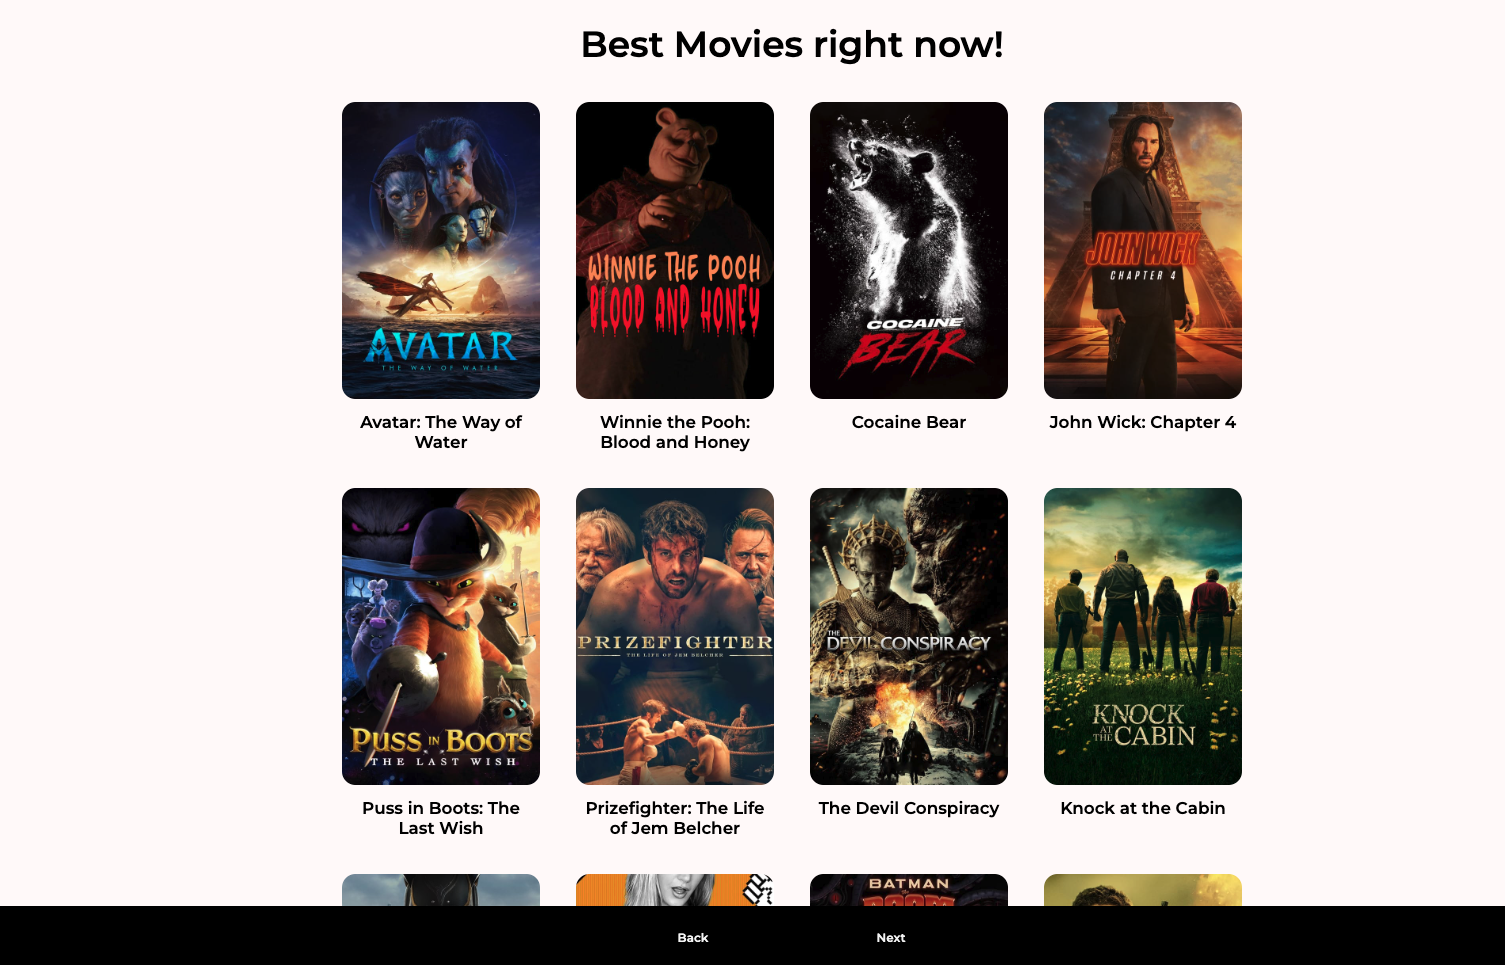 Best Movies right now!
AVATAR
THE WAY OF WATER
WINNIE THE POOH
BLOOD AND HONEY
COCAINE
BEAR
JOHN WICK
CHAPTER 4
Avatar: The Way of
Water
Winnie the Pooh:
Blood and Honey
Cocaine Bear
John Wick: Chapter 4
PUSS IN BOOTS
THE LAST WISH
PRIZEFIGHTER
THE LIFE OF JEM BELCHER
THE
DEVIL CONSPIRACY
KNOCK
AT THE CABIN
Puss in Boots: The
Last Wish
Prizefighter: The Life
of Jem Belcher
The Devil Conspiracy
Knock at the Cabin
BATMAN
DOOM
Back
Next